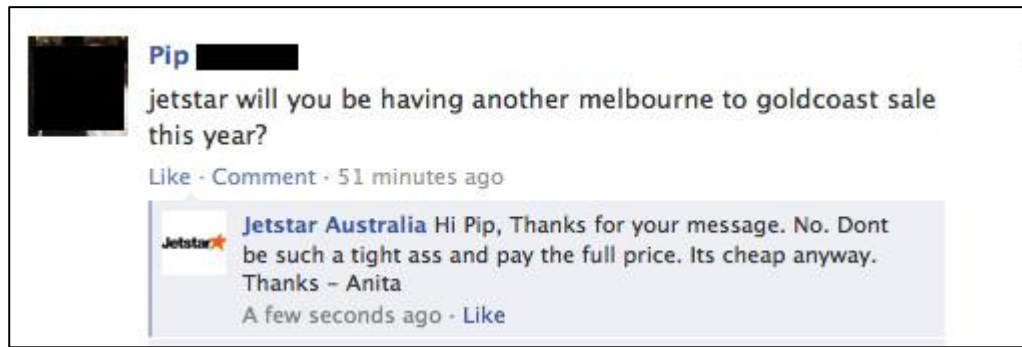 Pip
jetstar will you be having another melbourne to goldcoast sale
this year?
Like · Comment · 51 minutes ago
Jetstar Australia Hi Pip, Thanks for your message. No. Dont
Jetstar
be such a tight ass and pay the full price. Its cheap anyway.
Thanks – Anita
A few seconds ago · Like